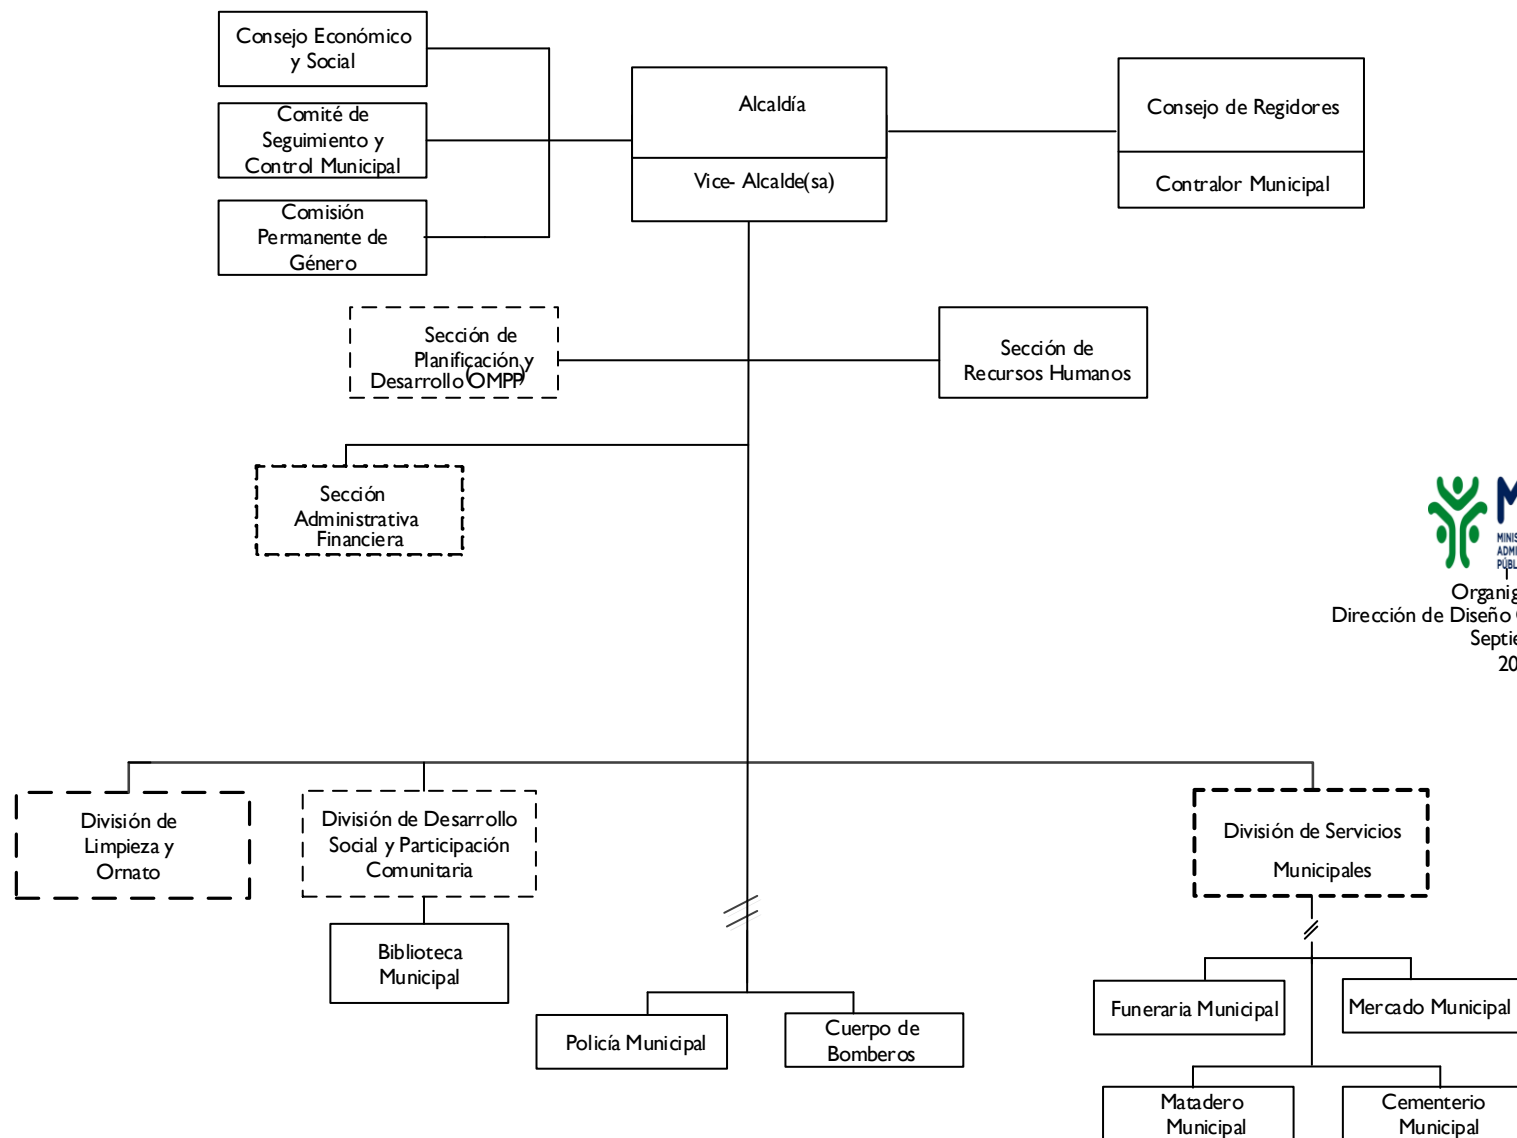 Consejo Económico
y Social
Comité de
Seguimiento y
Control Municipal
Comisión
Permanente de
Género
Alcaldía
Vice- Alcalde(sa)
Consejo de Regidores
Contralor Municipal
Sección de
Planificación y
Desarrollo (OMPP)
Sección de
Recursos Humanos
Sección
Administrativa
Financiera
División de
Limpieza y
Ornato
División de Desarrollo
Social y Participación
Comunitaria
Biblioteca
Municipal
Policía Municipal
Cuerpo de
Bomberos
División de Servicios
Municipales
Funeraria Municipal
Mercado Municipal
Matadero
Municipal
Cementerio
Municipal
Dirección de Diseño